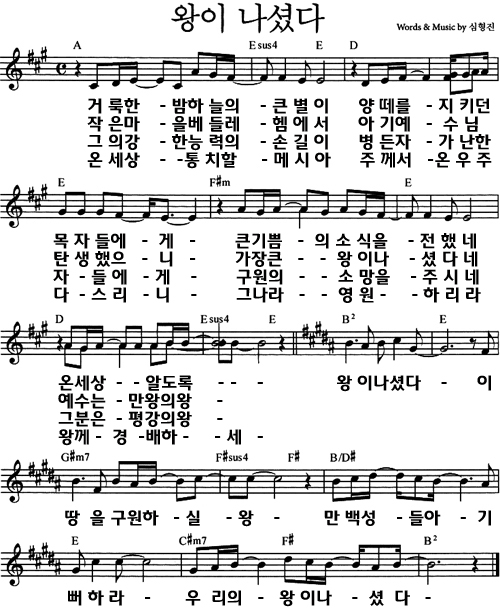 왕이 나셨다
Words & Music by 심형진
A Esus4 E D
거 룩한 - 밤하 늘의 - 큰 별 이 양 떼를 - 지 키던
작 은마 - 을베 들레 - 헴 에 서 아 기예 - 수 님
그 의강 - 한능 력의 - 손 길 이 병 든자 - 가 난한
온 세상 - 통 치할 - 메 시 아 주 께서 - 온 우 주
E F#m E
목 자 들에 - 게 - 큰기 쁨 - 의 소 식을 - 전 했 네
탄 생 했으 - 니 - 가장큰 - 왕 이나 - 셨 다 네
자 - 들 에게 - 구원의 - 소 망을 - 주 시 네
다 - 스 리니 - 그나라 - 영 원 - 하 리 라
D Esus4 E B2 E
온세상 - - 알도록 - - - 왕 이나셨다 - 이
예수는 - 만왕의왕 -
그분은 - 평강의왕 -
왕께 - 경 - 배하 - 세 -
G#m7 F#sus4 F# B/D#
땅 을 구원하 - 실 - 왕 - 만 백성 - 들아 - 기
E C#m7 F# B2
뻐 하 라 - 우 리의 - 왕 이나 - 셨 다 -